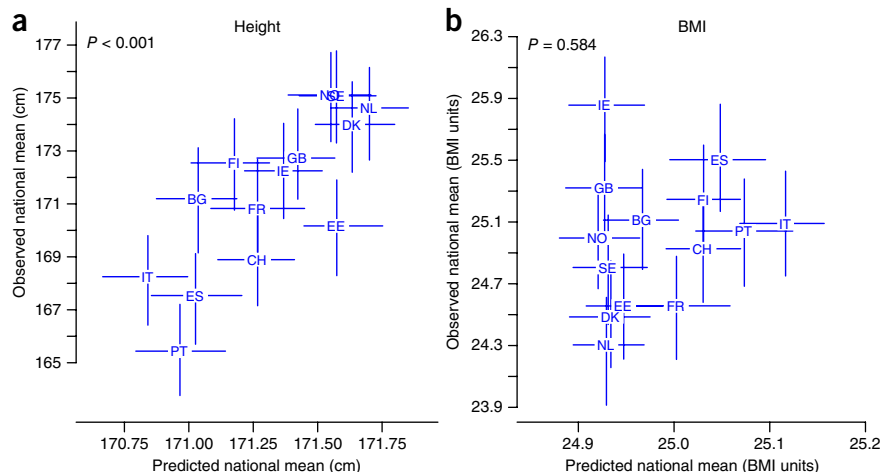 a
Height
P < 0.001
Observed national mean (cm)
177
175
173
171
169
167
165
NO
SE
NL
DK
GB
FI
IE
BG
FR
EE
CH
IT
ES
PT
170.75
171.00
171.25
171.50
171.75
Predicted national mean (cm)
b
BMI
P = 0.584
Observed national mean (BMI units)
26.3
25.9
25.5
25.1
24.7
24.3
23.9
IE
ES
GB
FI
BG
IT
PT
NO
CH
SE
EE
FR
DK
NL
24.9
25.0
25.1
25.2
Predicted national mean (BMI units)